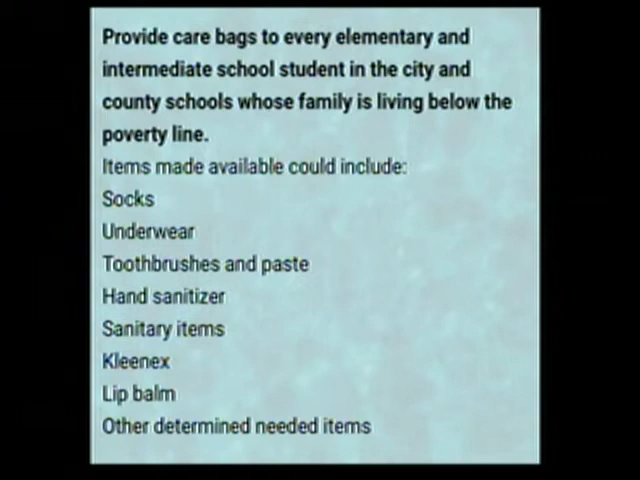 Provide care bags to every elementary and
intermediate school student in the city and
county schools whose family is living below the
poverty line.
Items made available could include:
Socks
Underwear
Toothbrushes and paste
Hand sanitizer
Sanitary items
Kleenex
Lip balm
Other determined needed items